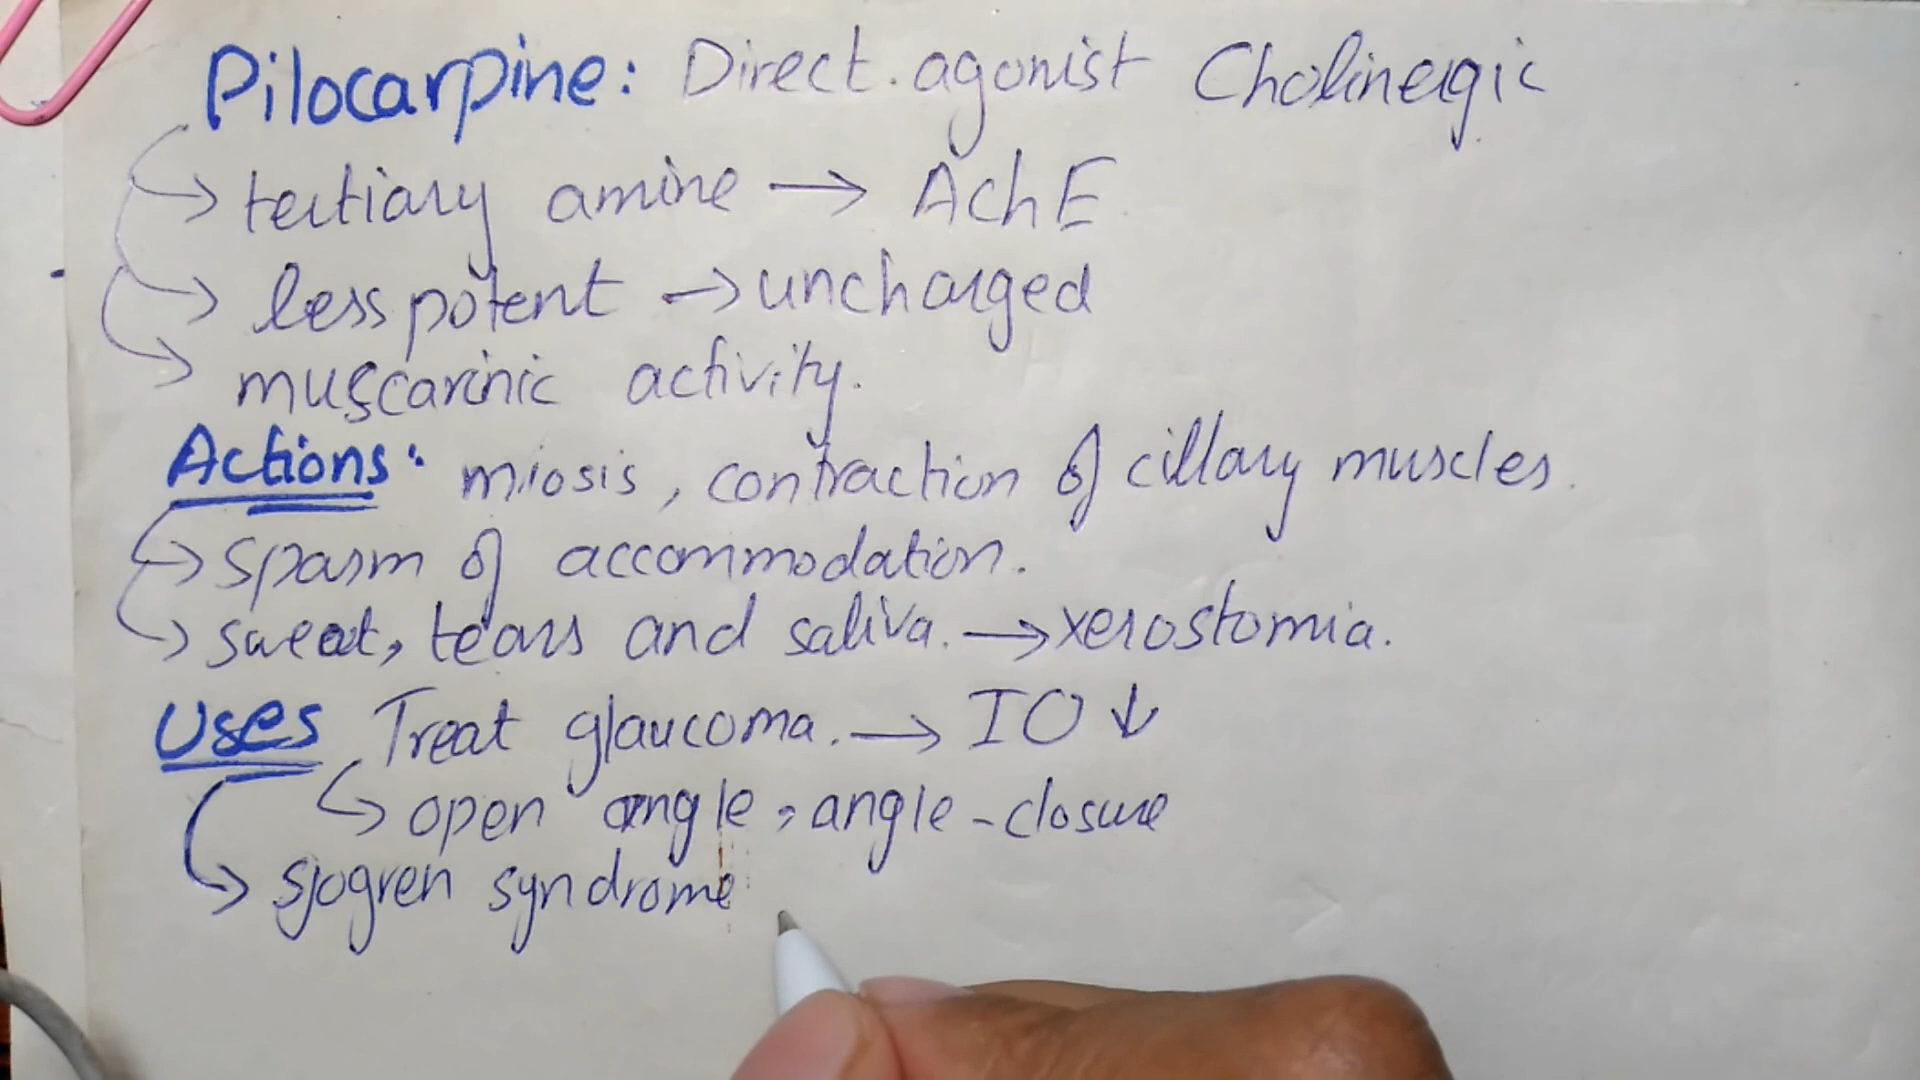 Pilocarpine: Direct. agonist Cholinergic
→ tertiary amine → AchE
→ less potent → uncharged
→ muscarinic activity.
Actions: miosis, contraction of cillary muscles.
→ spasm of accommodation.
→ sweat, tears and saliva. → xerostomia.
Uses Treat glaucoma. → IO ↓
→ open angle, angle-closure
→ sjogren syndrome